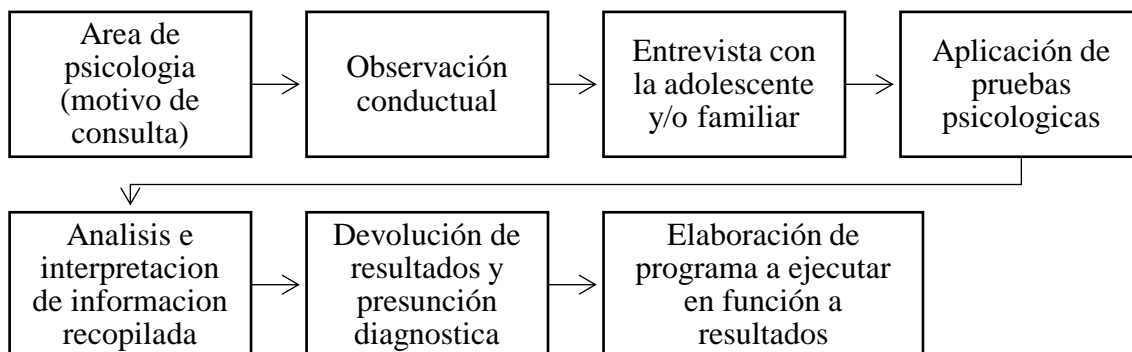 Area de
psicologia
(motivo de
consulta)
Observación
conductual
Entrevista con
la adolescente
y/o familiar
Aplicación de
pruebas
psicologicas
Analisis e
interpretacion
de informacion
recopilada
Devolución de
resultados y
presunción
diagnostica
Elaboración de
programa a ejecutar
en función a
resultados